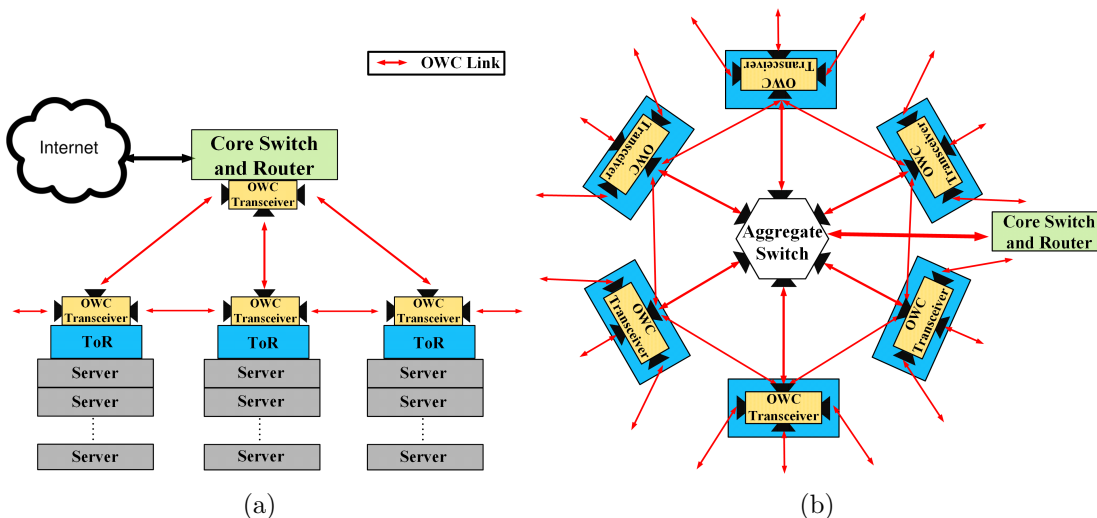 OWC Link
Internet
Core Switch
and Router
OWC
Transceiver
OWC
Transceiver
OWC
Transceiver
OWC
Transceiver
ToR
ToR
ToR
Server
Server
Server
Server
Server
Server
Server
Server
Server
(a)
OWC
Transceiver
OWC
Transceiver
OWC
Transceiver
Aggregate
Switch
Core Switch
and Router
OWC
Transceiver
OWC
Transceiver
OWC
Transceiver
(b)